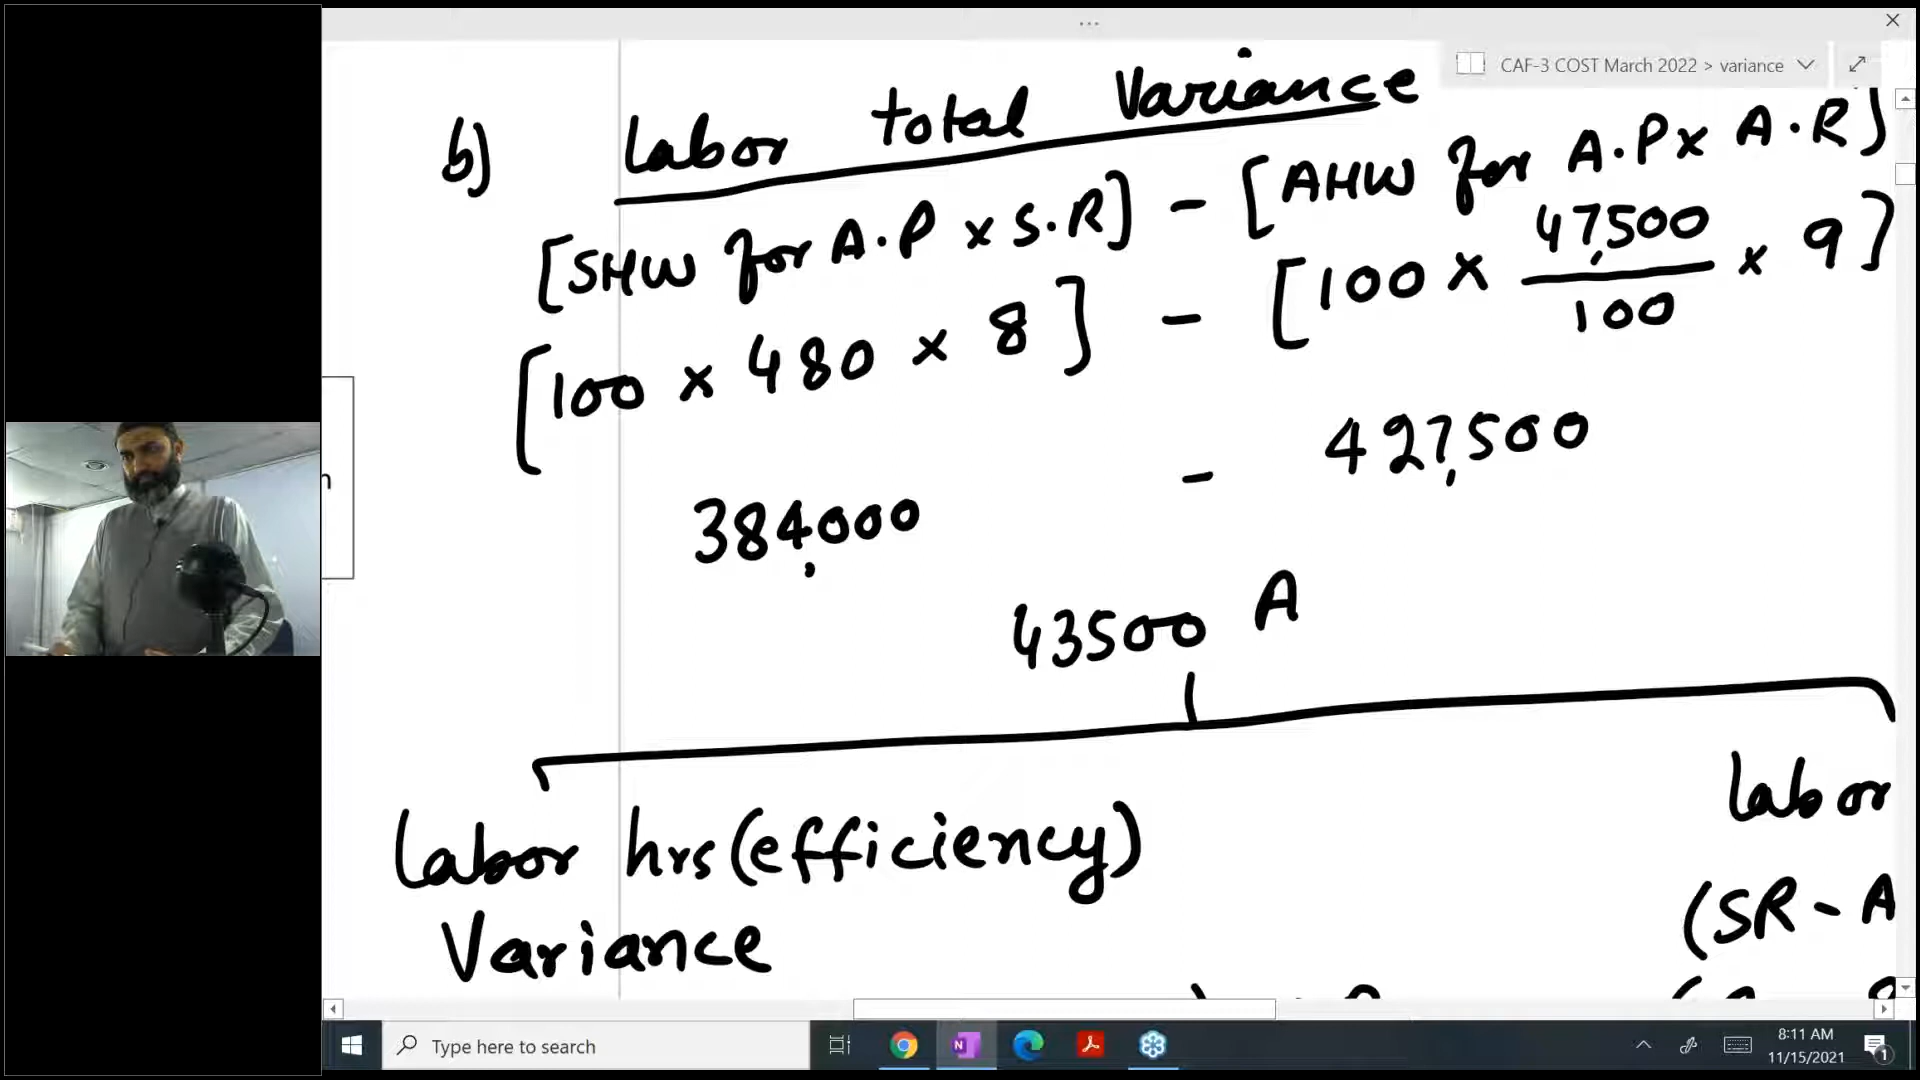 CAF-3 COST March 2022 > variance
b) Labor total Variance
[SHW for A.P x S.R] - [AHW for A.P x A.R]
[100 x 480 x 8] - [100 x 47,500/100 x 9]
384,000 - 427,500
43500 A
Labor hrs (efficiency) Variance
Labor
(SR - A
n
Type here to search
8:11 AM
11/15/2021
1